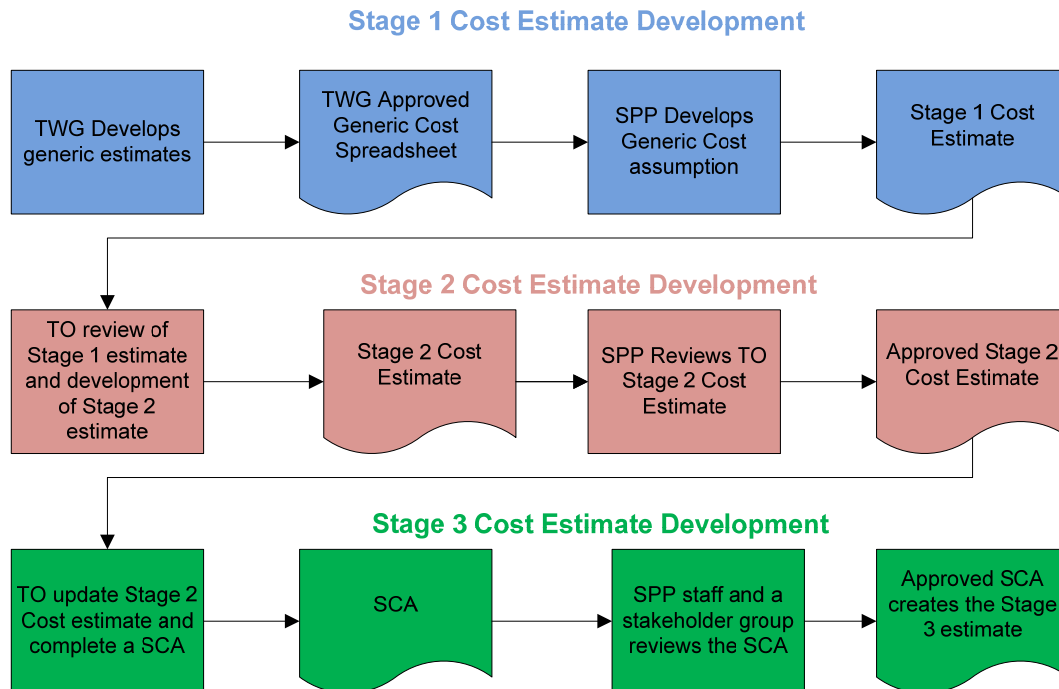 Stage 1 Cost Estimate Development
TWG Develops
generic estimates
TWG Approved
Generic Cost
Spreadsheet
SPP Develops
Generic Cost
assumption
Stage 1 Cost
Estimate
Stage 2 Cost Estimate Development
TO review of
Stage 1 estimate
and development
of Stage 2
estimate
Stage 2 Cost
Estimate
SPP Reviews TO
Stage 2 Cost
Estimate
Approved Stage 2
Cost Estimate
Stage 3 Cost Estimate Development
TO update Stage 2
Cost estimate and
complete a SCA
SCA
SPP staff and a
stakeholder group
reviews the SCA
Approved SCA
creates the Stage
3 estimate